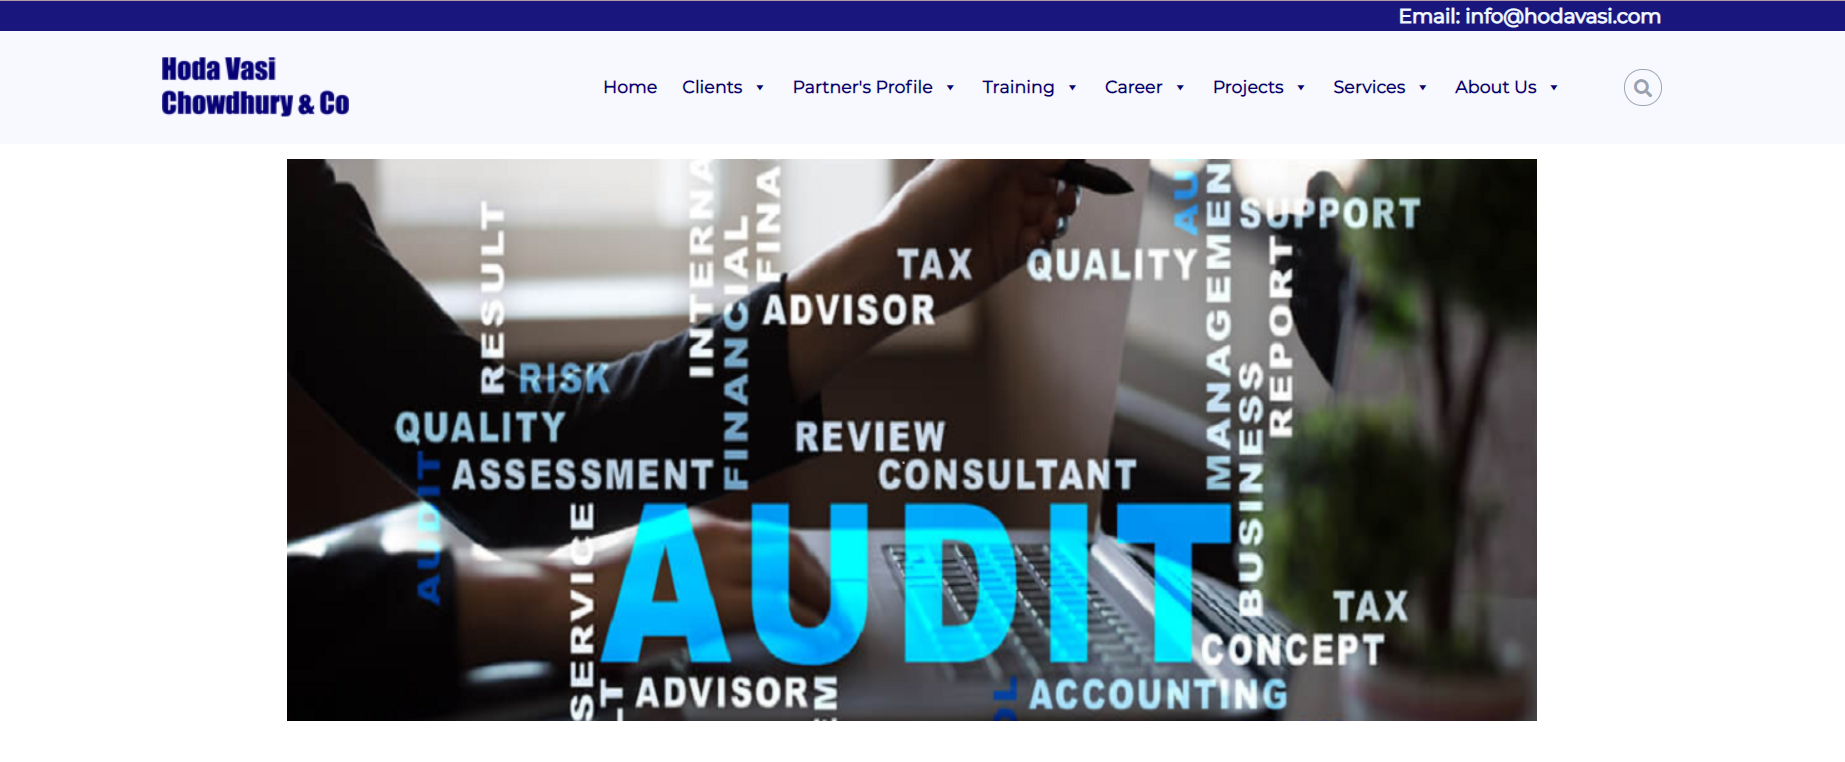 Email: info@hodavasi.com
Hoda Vasi
Chowdhury & Co
Home
Clients
Partner's Profile
Training
Career
Projects
Services
About Us
RESULT
INTERNA
FINANCIAL
FINA
AU
MANAGEMEN
SUPPORT
TAX
QUALITY
REPORT
ADVISOR
RISK
QUALITY
REVIEW
BUSINESS
AUDIT
ASSESSMENT
CONSULTANT
SERVICE
AUDIT
TAX
CONCEPT
ADVISOR
ACCOUNTING